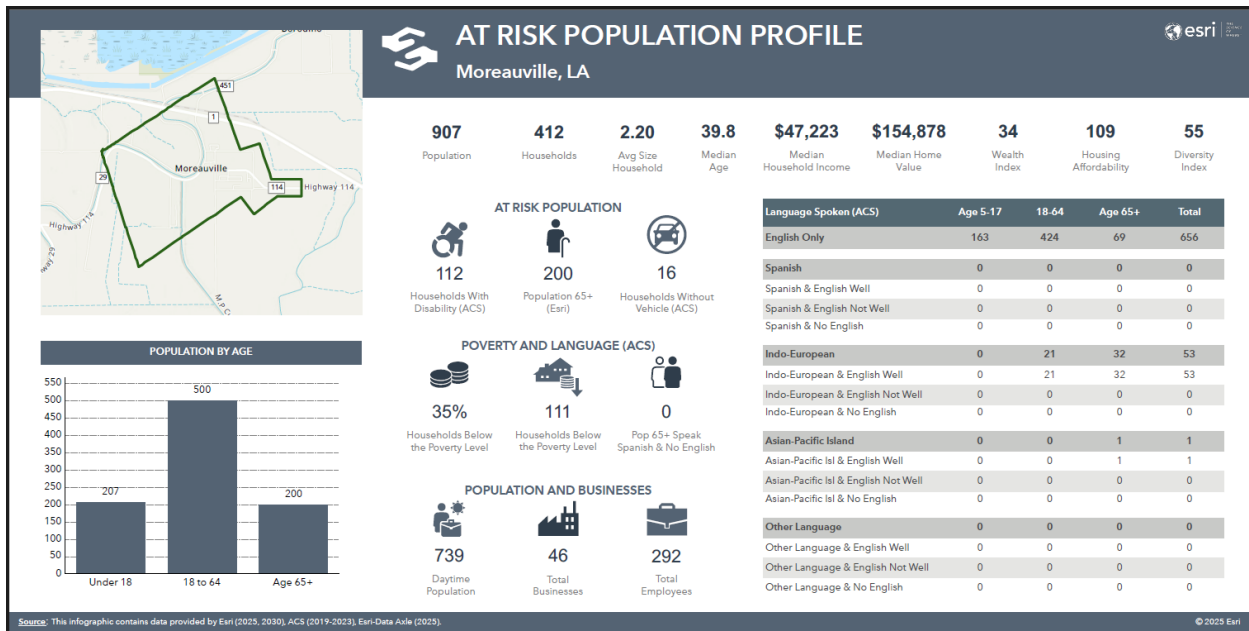 AT RISK POPULATION PROFILE
Moreauville, LA
esri
451
1
Moreauville
29
114
Highway 114
Highway 114
M.P.C
907 412 2.20 39.8 $47,223 $154,878 34 109 55
Population Households Avg Size Household Median Age Median Household Income Median Home Value Wealth Index Housing Affordability Diversity Index
AT RISK POPULATION
112 200 16
Households With Disability (ACS) Population 65+ (Esri) Households Without Vehicle (ACS)
POVERTY AND LANGUAGE (ACS)
35% 111 0
Households Below the Poverty Level Households Below the Poverty Level Pop 65+ Speak Spanish & No English
POPULATION AND BUSINESSES
739 46 292
Daytime Population Total Businesses Total Employees
POPULATION BY AGE
550
500
450
400
350
300
250
200
150
100
50
0
207 500 200
Under 18 18 to 64 Age 65+
Language Spoken (ACS) Age 5-17 18-64 Age 65+ Total
English Only 163 424 69 656
Spanish 0 0 0 0
Spanish & English Well 0 0 0 0
Spanish & English Not Well 0 0 0 0
Spanish & No English 0 0 0 0
Indo-European 0 21 32 53
Indo-European & English Well 0 21 32 53
Indo-European & English Not Well 0 0 0 0
Indo-European & No English 0 0 0 0
Asian-Pacific Island 0 0 1 1
Asian-Pacific Isl & English Well 0 0 1 1
Asian-Pacific Isl & English Not Well 0 0 0 0
Asian-Pacific Isl & No English 0 0 0 0
Other Language 0 0 0 0
Other Language & English Well 0 0 0 0
Other Language & English Not Well 0 0 0 0
Other Language & No English 0 0 0 0
Source: This infographic contains data provided by Esri (2025, 2030), ACS (2019-2023), Esri-Data Axle (2025).
© 2025 Esri